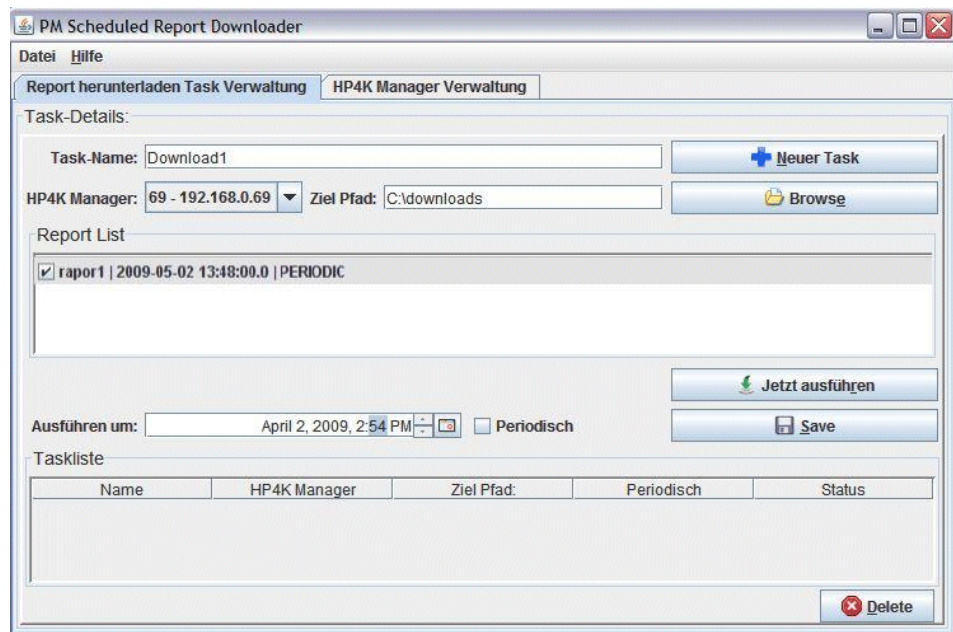 PM Scheduled Report Downloader
Datei Hilfe
Report herunterladen Task Verwaltung HP4K Manager Verwaltung
Task-Details:
Task-Name: Download1 Neuer Task
HP4K Manager: 69 - 192.168.0.69 Ziel Pfad: C:\downloads Browse
Report List
rapor1 | 2009-05-02 13:48:00.0 | PERIODIC
Jetzt ausführen
Ausführen um: April 2, 2009, 2:54 PM Periodisch Save
Taskliste
Name HP4K Manager Ziel Pfad: Periodisch Status
Delete